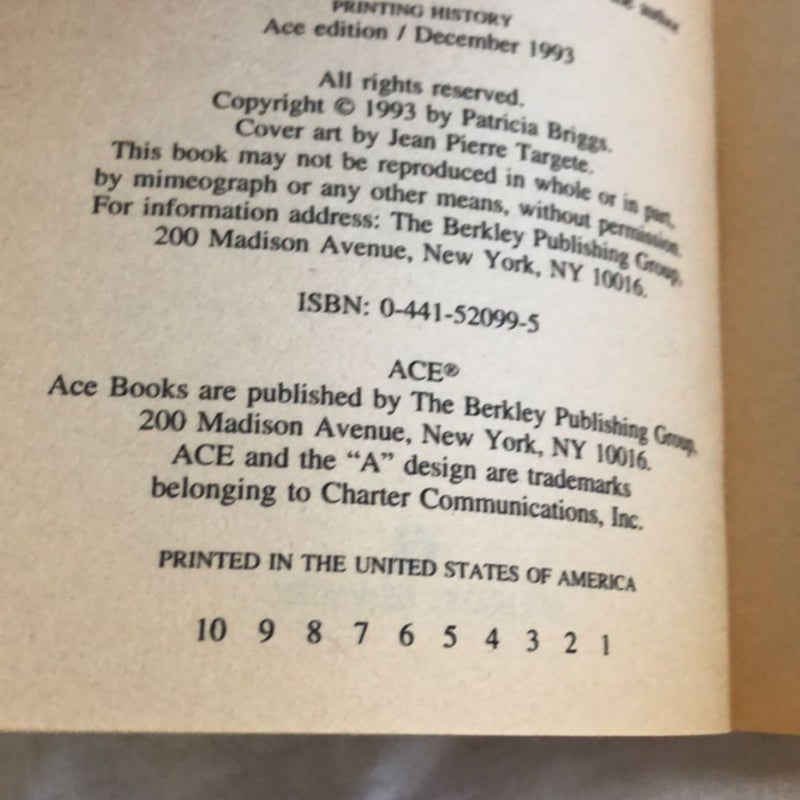 PRINTING HISTORY
Ace edition / December 1993
All rights reserved.
Copyright © 1993 by Patricia Briggs.
Cover art by Jean Pierre Targete.
This book may not be reproduced in whole or in part,
by mimeograph or any other means, without permission.
For information address: The Berkley Publishing Group,
200 Madison Avenue, New York, NY 10016.
ISBN: 0-441-52099-5
ACE®
Ace Books are published by The Berkley Publishing Group,
200 Madison Avenue, New York, NY 10016.
ACE and the “A” design are trademarks
belonging to Charter Communications, Inc.
PRINTED IN THE UNITED STATES OF AMERICA
10 9 8 7 6 5 4 3 2 1